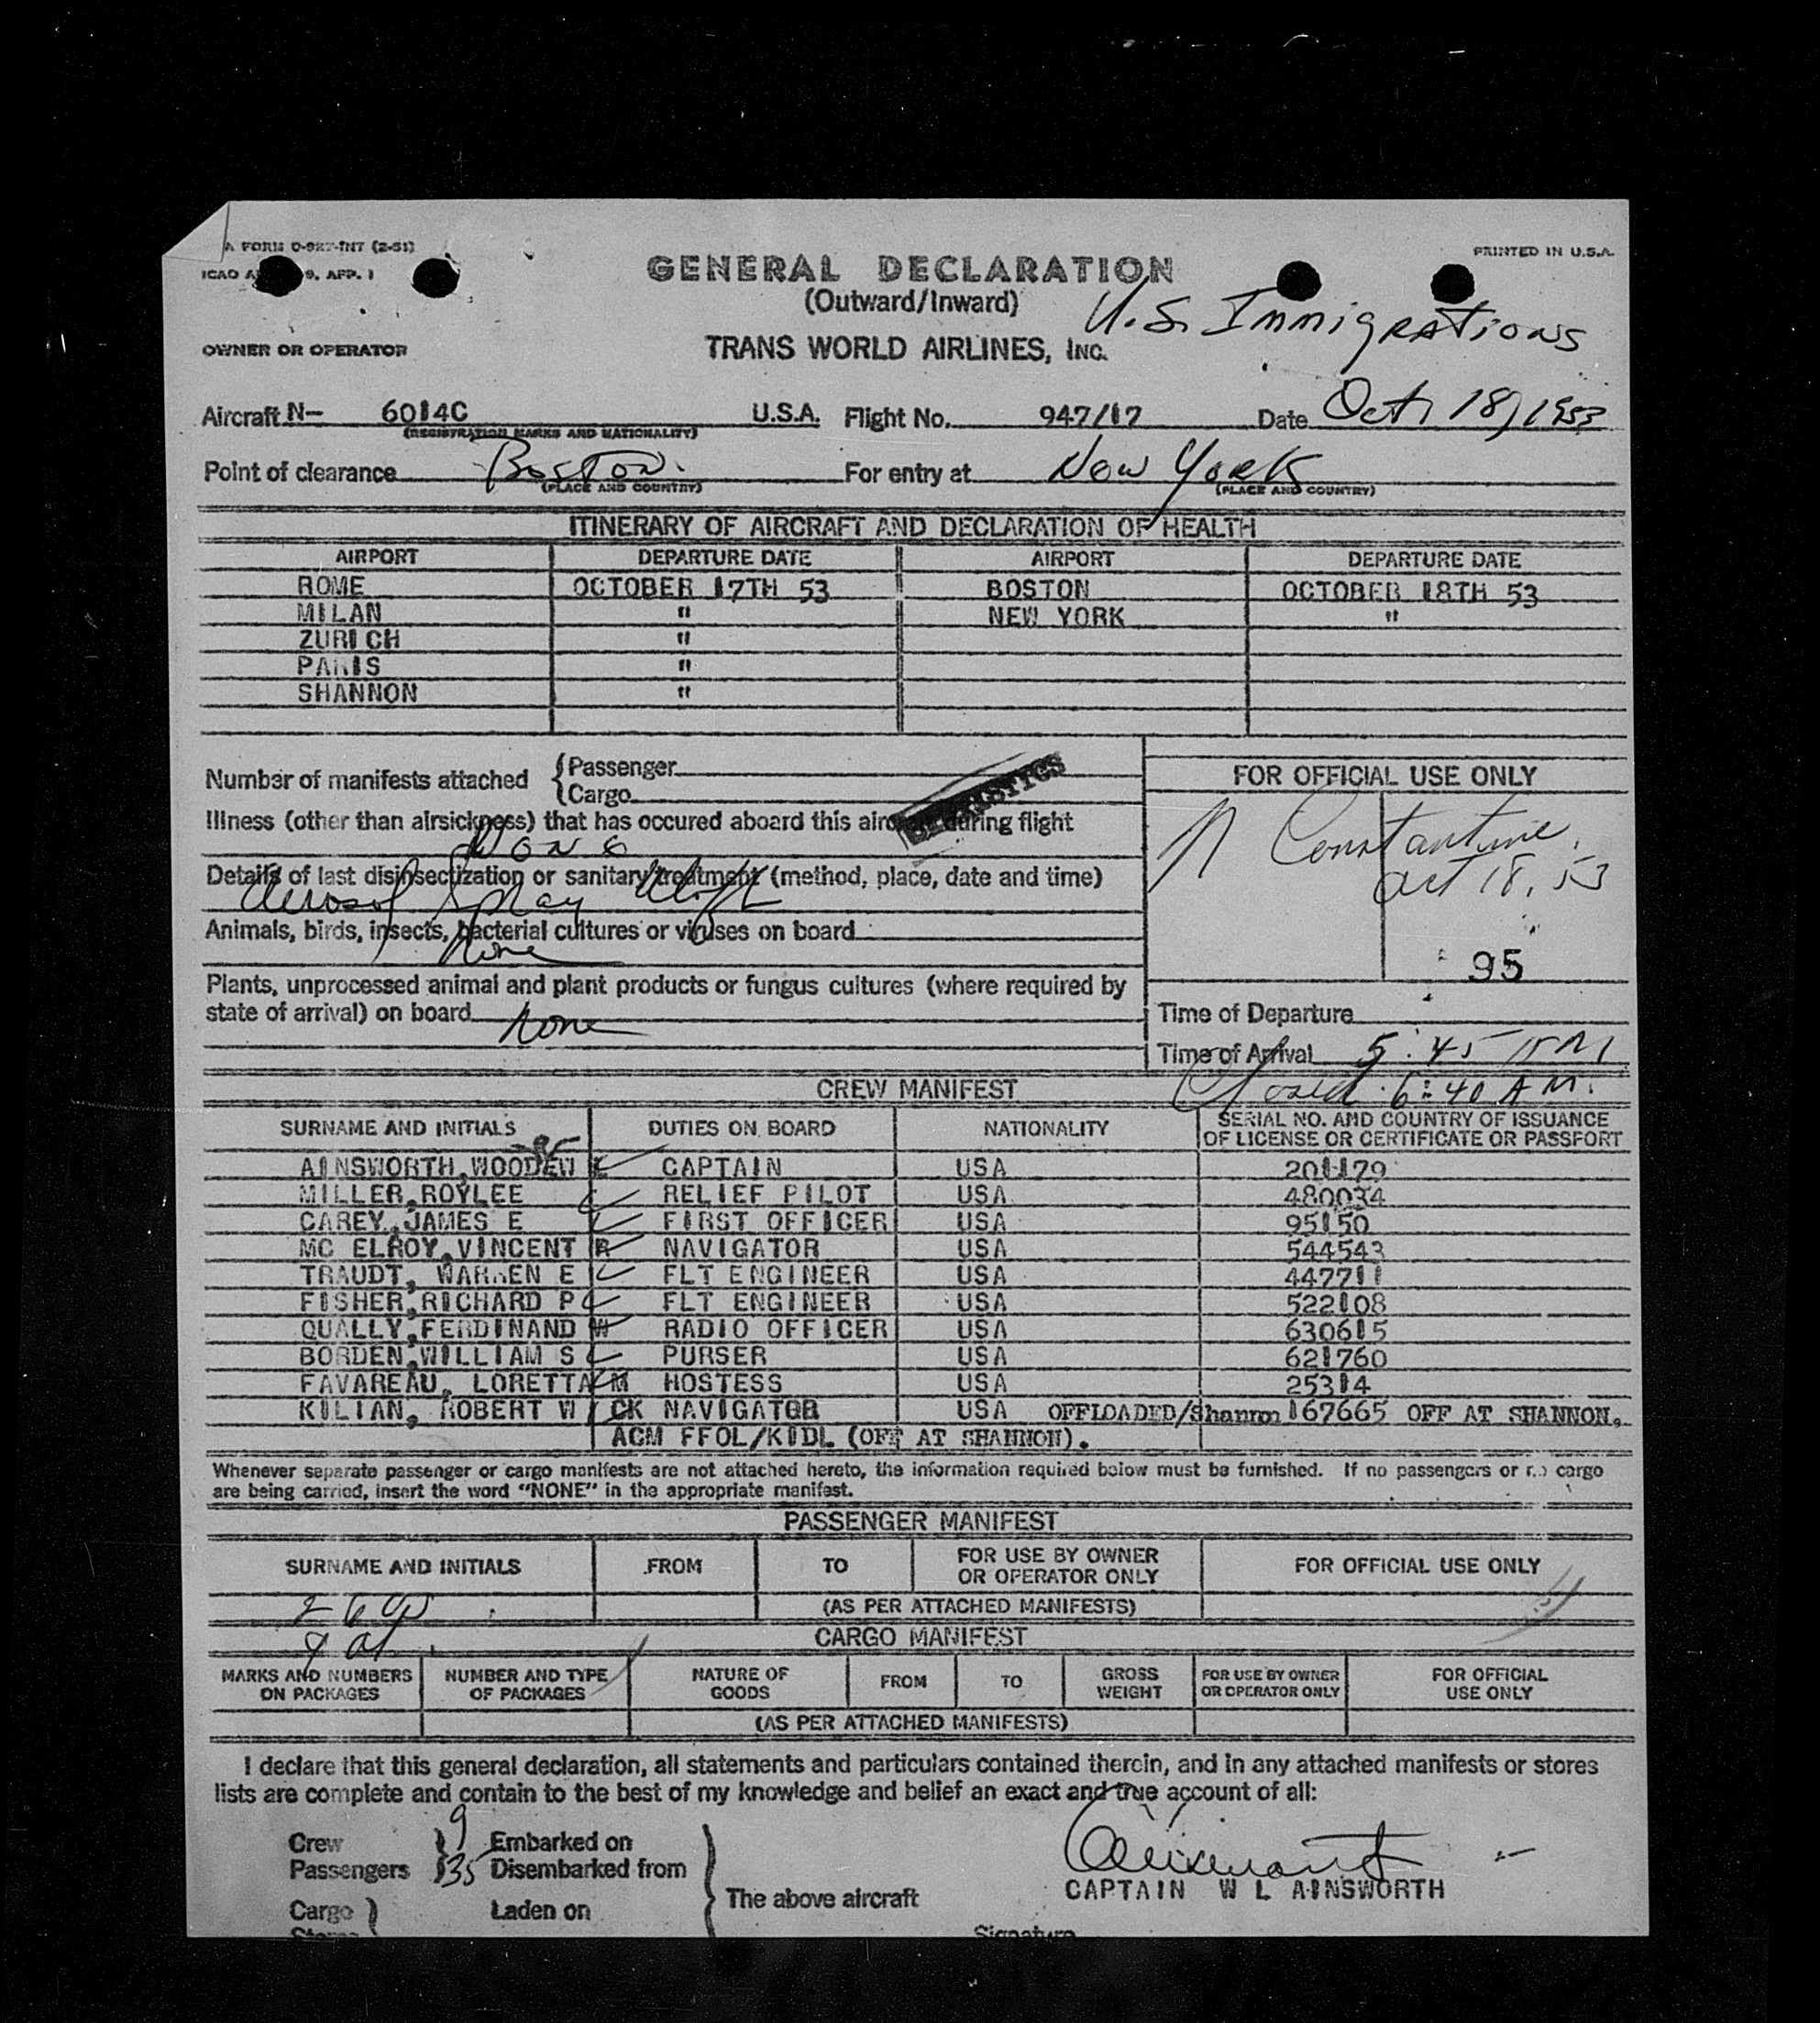 A FORM O-927-INT (2-51)
PRINTED IN U.S.A.
ICAO 9, APP. 1
GENERAL DECLARATION
(Outward/Inward)
U.S. Immigrations
OWNER OR OPERATOR
TRANS WORLD AIRLINES, INC.
Aircraft N- 6014C U.S.A. Flight No. 947/17 Date Oct 18, 1953
(REGISTRATION MARKS AND NATIONALITY)
Point of clearance Boston. For entry at New York
(PLACE AND COUNTRY) (PLACE AND COUNTRY)
ITINERARY OF AIRCRAFT AND DECLARATION OF HEALTH
AIRPORT DEPARTURE DATE AIRPORT DEPARTURE DATE
ROME OCTOBER 17TH 53 BOSTON OCTOBER 18TH 53
MILAN " NEW YORK "
ZURICH "
PARIS "
SHANNON "
Number of manifests attached {Passenger
{Cargo
STATISTICS
FOR OFFICIAL USE ONLY
Illness (other than airsickness) that has occured aboard this aircraft during flight
None
N Constantine
Oct 18, 53
Details of last disinsectization or sanitary treatment (method, place, date and time)
Aerosol Spray
Animals, birds, insects, bacterial cultures or viruses on board
None
95
Plants, unprocessed animal and plant products or fungus cultures (where required by
state of arrival) on board None
Time of Departure
Time of Arrival 5:45
Closed 6:40 A.M.
CREW MANIFEST
SURNAME AND INITIALS DUTIES ON BOARD NATIONALITY SERIAL NO. AND COUNTRY OF ISSUANCE
OF LICENSE OR CERTIFICATE OR PASSPORT
AINSWORTH, WOODEW L CAPTAIN USA 201179
MILLER, ROYLEE RELIEF PILOT USA 480034
CAREY, JAMES E FIRST OFFICER USA 95150
MC ELROY, VINCENT R NAVIGATOR USA 544543
TRAUDT, WARREN E FLT ENGINEER USA 447711
FISHER, RICHARD P FLT ENGINEER USA 522108
QUALLY, FERDINAND W RADIO OFFICER USA 630615
BORDEN, WILLIAM S PURSER USA 621760
FAVAREAU, LORETTA M HOSTESS USA 25314
KILIAN, ROBERT W CK NAVIGATOR USA OFFLOADED/Shannon 167665 OFF AT SHANNON.
ACM FFOL/KIDL (OFF AT SHANNON).
Whenever separate passenger or cargo manifests are not attached hereto, the information required below must be furnished. If no passengers or no cargo
are being carried, insert the word "NONE" in the appropriate manifest.
PASSENGER MANIFEST
SURNAME AND INITIALS FROM TO FOR USE BY OWNER
OR OPERATOR ONLY FOR OFFICIAL USE ONLY
(AS PER ATTACHED MANIFESTS)
CARGO MANIFEST
MARKS AND NUMBERS
ON PACKAGES NUMBER AND TYPE
OF PACKAGES NATURE OF
GOODS FROM TO GROSS
WEIGHT FOR USE BY OWNER
OR OPERATOR ONLY FOR OFFICIAL
USE ONLY
(AS PER ATTACHED MANIFESTS)
I declare that this general declaration, all statements and particulars contained therein, and in any attached manifests or stores
lists are complete and contain to the best of my knowledge and belief an exact and true account of all:
Crew 9 Embarked on
Passengers 35 Disembarked from
The above aircraft
CAPTAIN W L AINSWORTH
Cargo Laden on
Stores
Signature